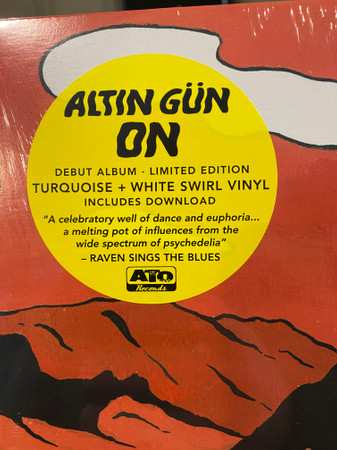 ALTIN GÜN
ON
DEBUT ALBUM - LIMITED EDITION
TURQUOISE + WHITE SWIRL VINYL
INCLUDES DOWNLOAD
"A celebratory well of dance and euphoria...
a melting pot of influences from the
wide spectrum of psychedelia"
– RAVEN SINGS THE BLUES
ATO
Records